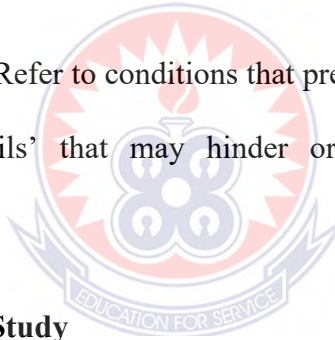 Refer to conditions that pre
ils’ that may hinder or
Study
EDUCATION FOR SERVICE